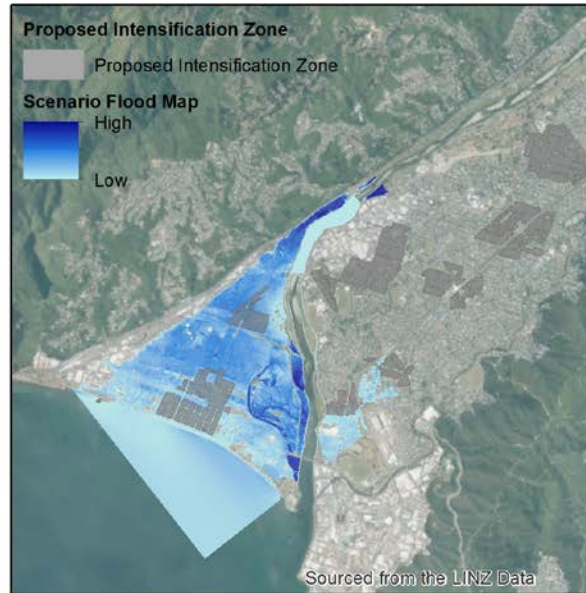 Proposed Intensification Zone
Proposed Intensification Zone
Scenario Flood Map
High
Low
Sourced from the LINZ Data